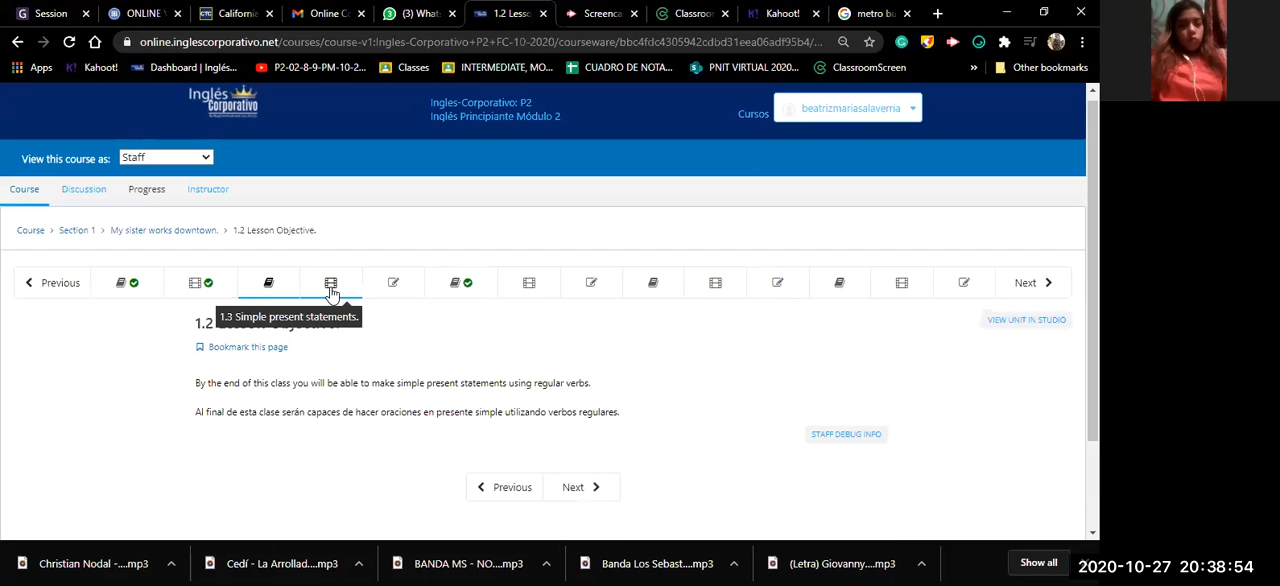 Session
ONLINE V
California
Online C
(3) What
1.2 Less
Screenca
Classroo
Kahoot!
metro bu
online.inglescorporativo.net/courses/course-v1:Ingles-Corporativo+P2+FC-10-2020/courseware/bbc4fdc4305942cdbd31eea06adf95b4/...
Apps
Kahoot!
Dashboard | Inglés...
P2-02-8-9-PM-10-2...
Classes
INTERMEDIATE, MO...
CUADRO DE NOTA...
PNIT VIRTUAL 2020...
ClassroomScreen
»
Other bookmarks
Inglés
Corporativo
Ingles-Corporativo: P2
Inglés Principiante Módulo 2
Cursos
beatrizmariasalaverria
View this course as:
Staff
Course
Discussion
Progress
Instructor
Course > Section 1 > My sister works downtown. > 1.2 Lesson Objective.
Previous
Next
1.3 Simple present statements.
1.2
VIEW UNIT IN STUDIO
Bookmark this page
By the end of this class you will be able to make simple present statements using regular verbs.
Al final de esta clase serán capaces de hacer oraciones en presente simple utilizando verbos regulares.
STAFF DEBUG INFO
Previous
Next
Christian Nodal -....mp3
Cedí - La Arrollad....mp3
BANDA MS - NO....mp3
Banda Los Sebast....mp3
(Letra) Giovanny....mp3
Show all
2020-10-27 20:38:54